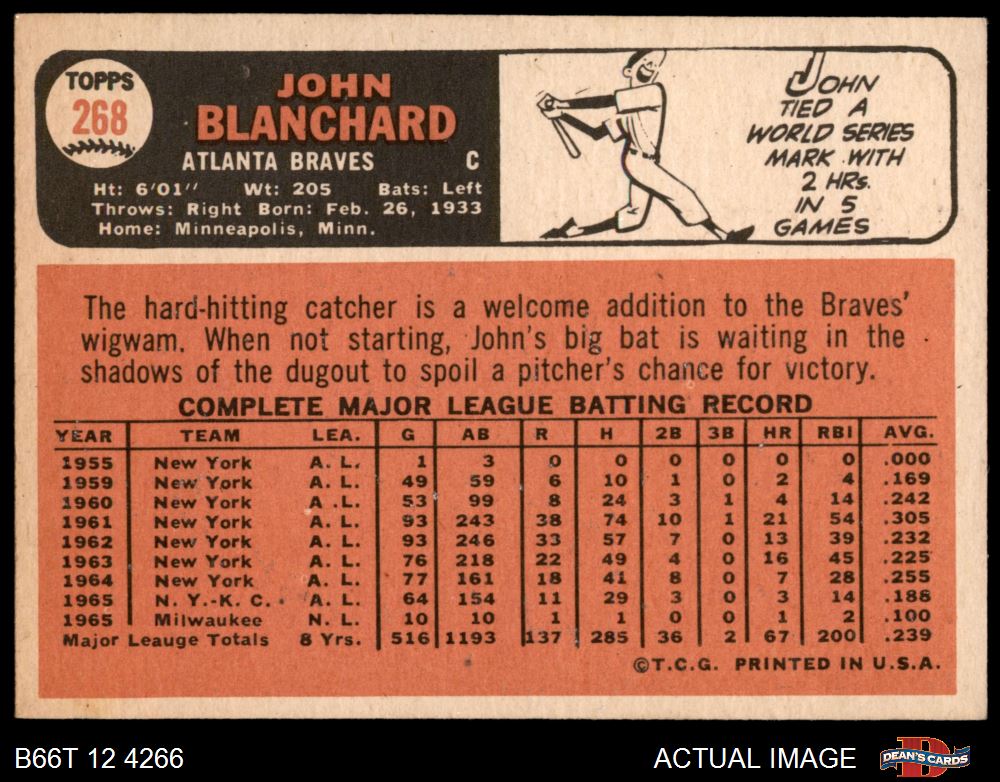 TOPPS
268
JOHN
BLANCHARD
ATLANTA BRAVES C
Ht: 6'01" Wt: 205 Bats: Left
Throws: Right Born: Feb. 26, 1933
Home: Minneapolis, Minn.
JOHN
TIED A
WORLD SERIES
MARK WITH
2 HRs.
IN 5
GAMES
The hard-hitting catcher is a welcome addition to the Braves'
wigwam. When not starting, John's big bat is waiting in the
shadows of the dugout to spoil a pitcher's chance for victory.
COMPLETE MAJOR LEAGUE BATTING RECORD
YEAR TEAM LEA. G AB R H 2B 3B HR RBI AVG.
1955 New York A. L. 1 3 0 0 0 0 0 0 .000
1959 New York A. L. 49 59 6 10 1 0 2 4 .169
1960 New York A .L. 53 99 8 24 3 1 4 14 .242
1961 New York A. L. 93 243 38 74 10 1 21 54 .305
1962 New York A. L. 93 246 33 57 7 0 13 39 .232
1963 New York A. L. 76 218 22 49 4 0 16 45 .225
1964 New York A. L. 77 161 18 41 8 0 7 28 .255
1965 N. Y.-K. C. A. L. 64 154 11 29 3 0 3 14 .188
1965 Milwaukee N. L. 10 10 1 1 0 0 1 2 .100
Major Leauge Totals 8 Yrs. 516 1193 137 285 36 2 67 200 .239
©T.C.G. PRINTED IN U.S.A.
B66T 12 4266 ACTUAL IMAGE DEAN'S CARDS